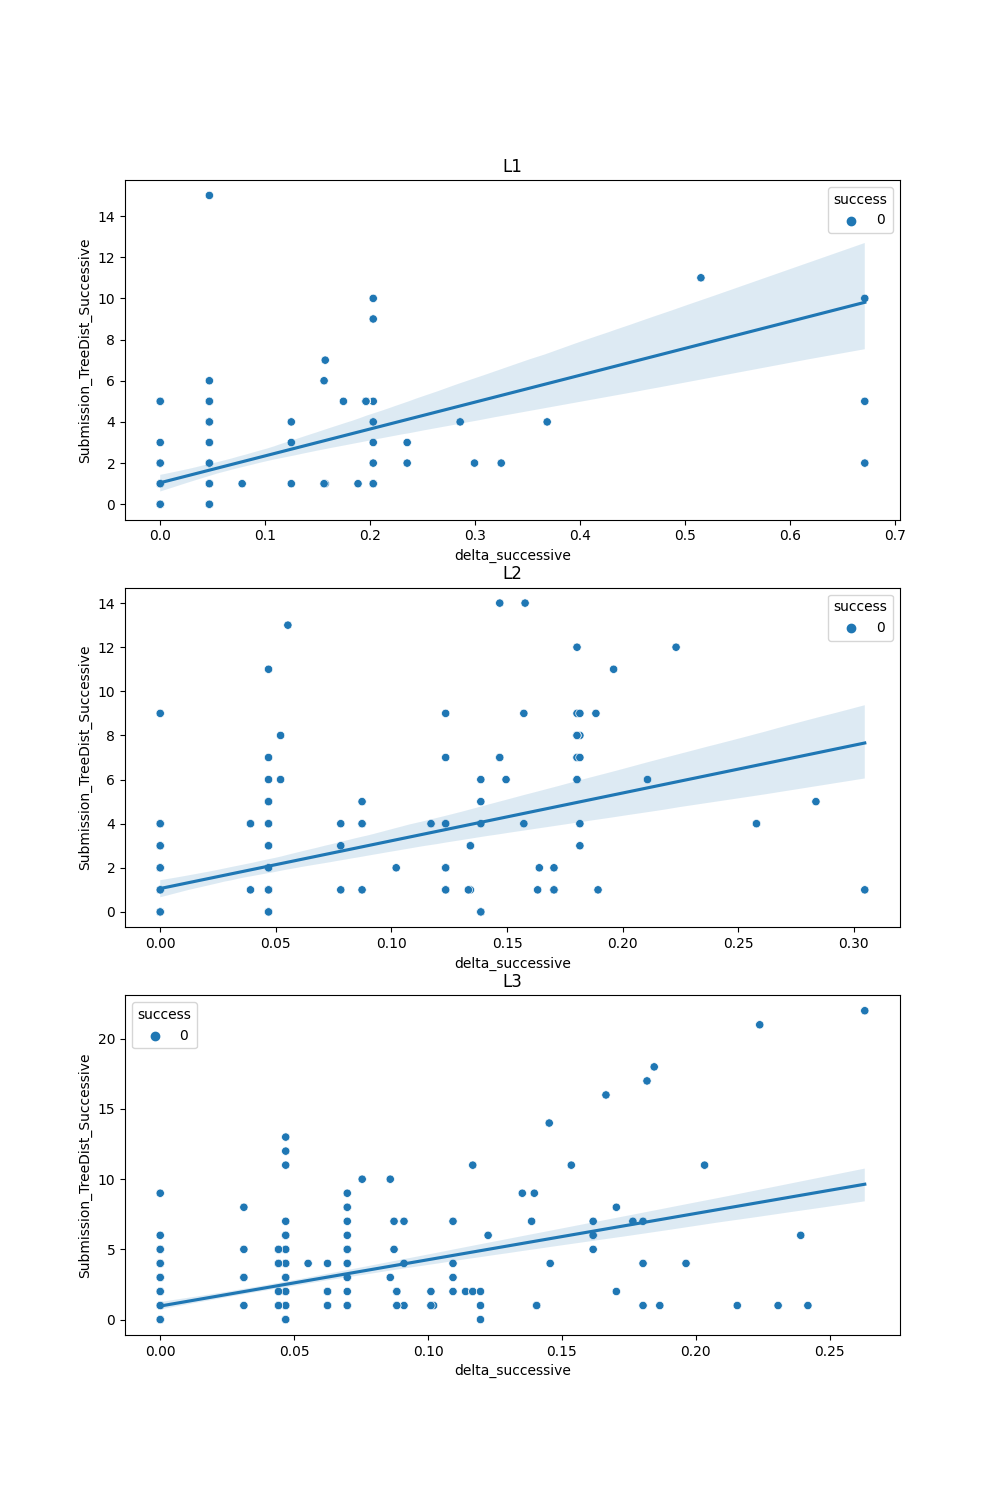 L1
success
0
14
12
10
8
6
4
2
0
Submission_TreeDist_Successive
0.0 0.1 0.2 0.3 0.4 0.5 0.6 0.7
delta_successive
L2
success
0
14
12
10
8
6
4
2
0
Submission_TreeDist_Successive
0.00 0.05 0.10 0.15 0.20 0.25 0.30
delta_successive
L3
success
0
20
15
10
5
0
Submission_TreeDist_Successive
0.00 0.05 0.10 0.15 0.20 0.25
delta_successive